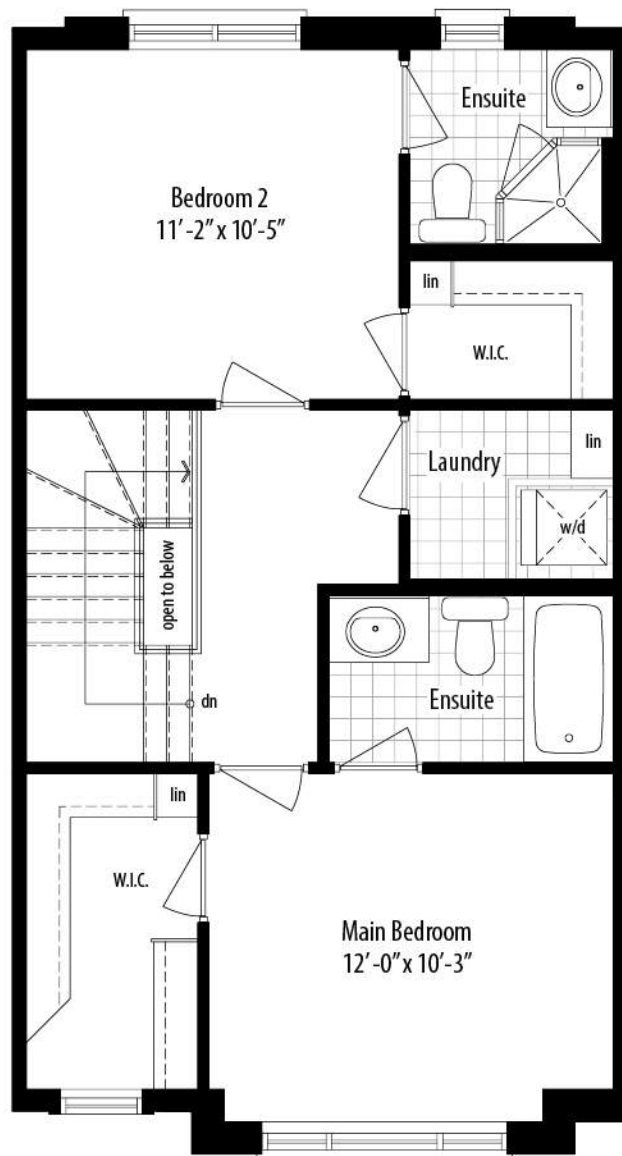 Ensuite
Bedroom 2
11’-2” x 10’-5”
lin
W.I.C.
Laundry
lin
w/d
open to below
dn
Ensuite
lin
W.I.C.
Main Bedroom
12’-0” x 10’-3”